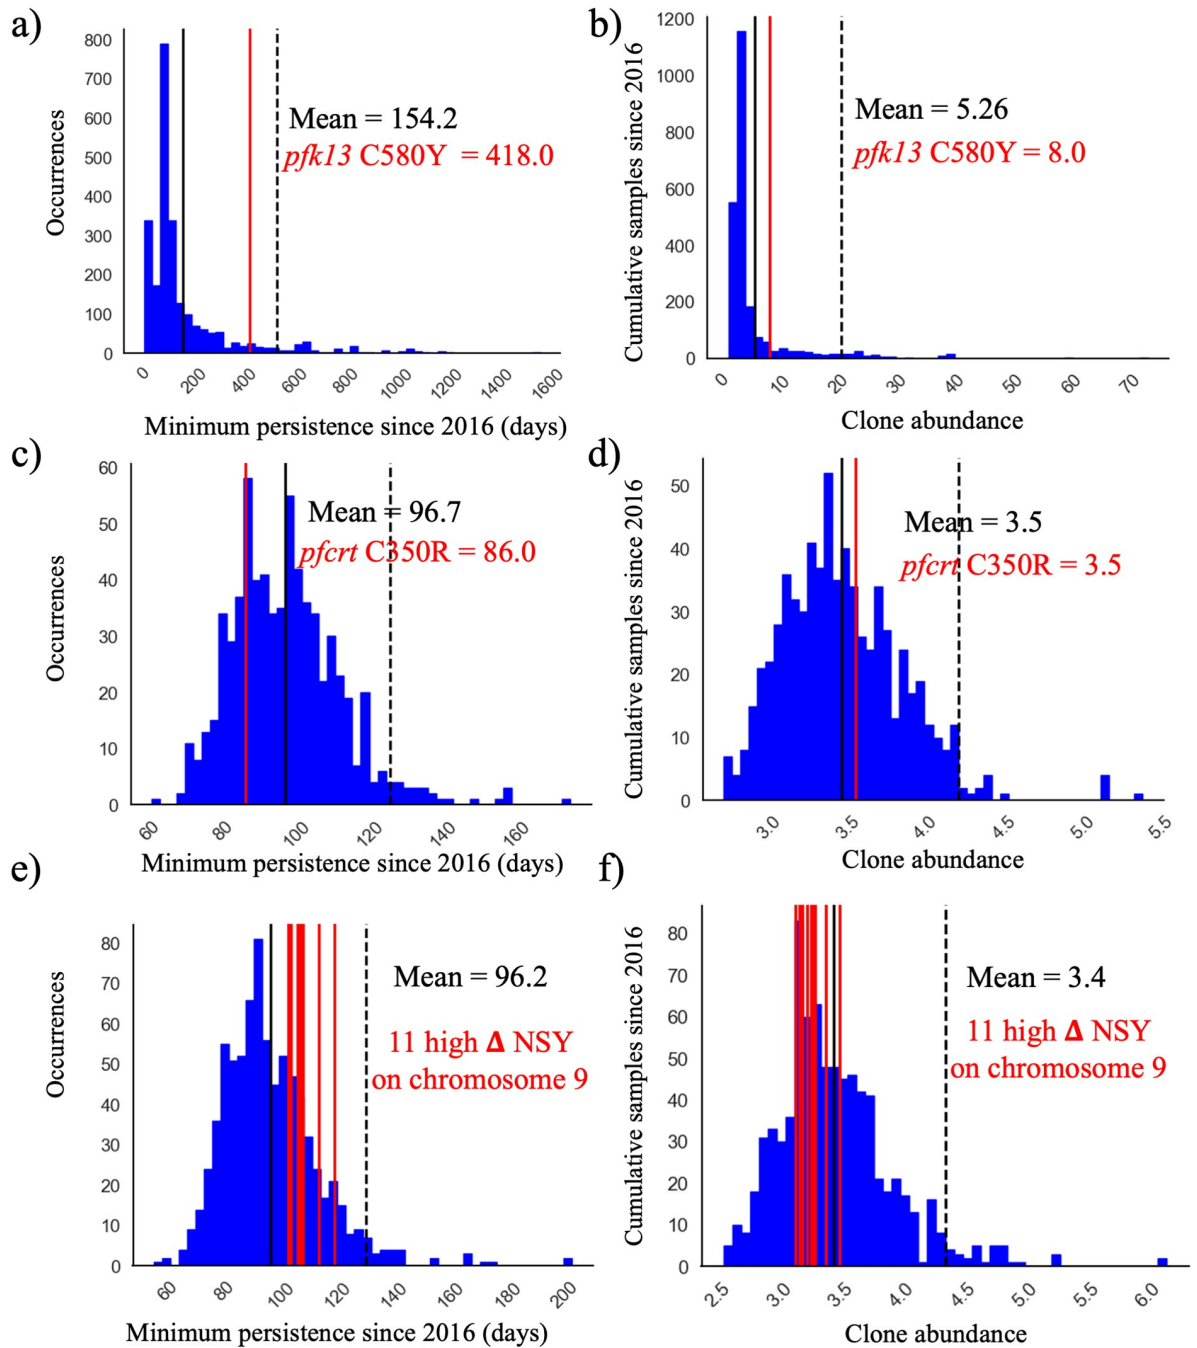 a)
Occurrences
800
700
600
500
400
300
200
100
0
Mean = 154.2
pfk13 C580Y = 418.0
0
200
400
600
800
1000
1200
1400
1600
Minimum persistence since 2016 (days)
b)
Cumulative samples since 2016
1200
1000
800
600
400
200
0
Mean = 5.26
pfk13 C580Y = 8.0
0
10
20
30
40
50
60
70
Clone abundance
c)
Occurrences
60
50
40
30
20
10
0
Mean = 96.7
pfcrt C350R = 86.0
60
80
100
120
140
160
Minimum persistence since 2016 (days)
d)
Cumulative samples since 2016
50
40
30
20
10
0
Mean = 3.5
pfcrt C350R = 3.5
3.0
3.5
4.0
4.5
5.0
5.5
Clone abundance
e)
Occurrences
80
70
60
50
40
30
20
10
0
Mean = 96.2
11 high Δ NSY
on chromosome 9
60
80
100
120
140
160
180
200
Minimum persistence since 2016 (days)
f)
Cumulative samples since 2016
80
70
60
50
40
30
20
10
0
Mean = 3.4
11 high Δ NSY
on chromosome 9
2.5
3.0
3.5
4.0
4.5
5.0
5.5
6.0
Clone abundance